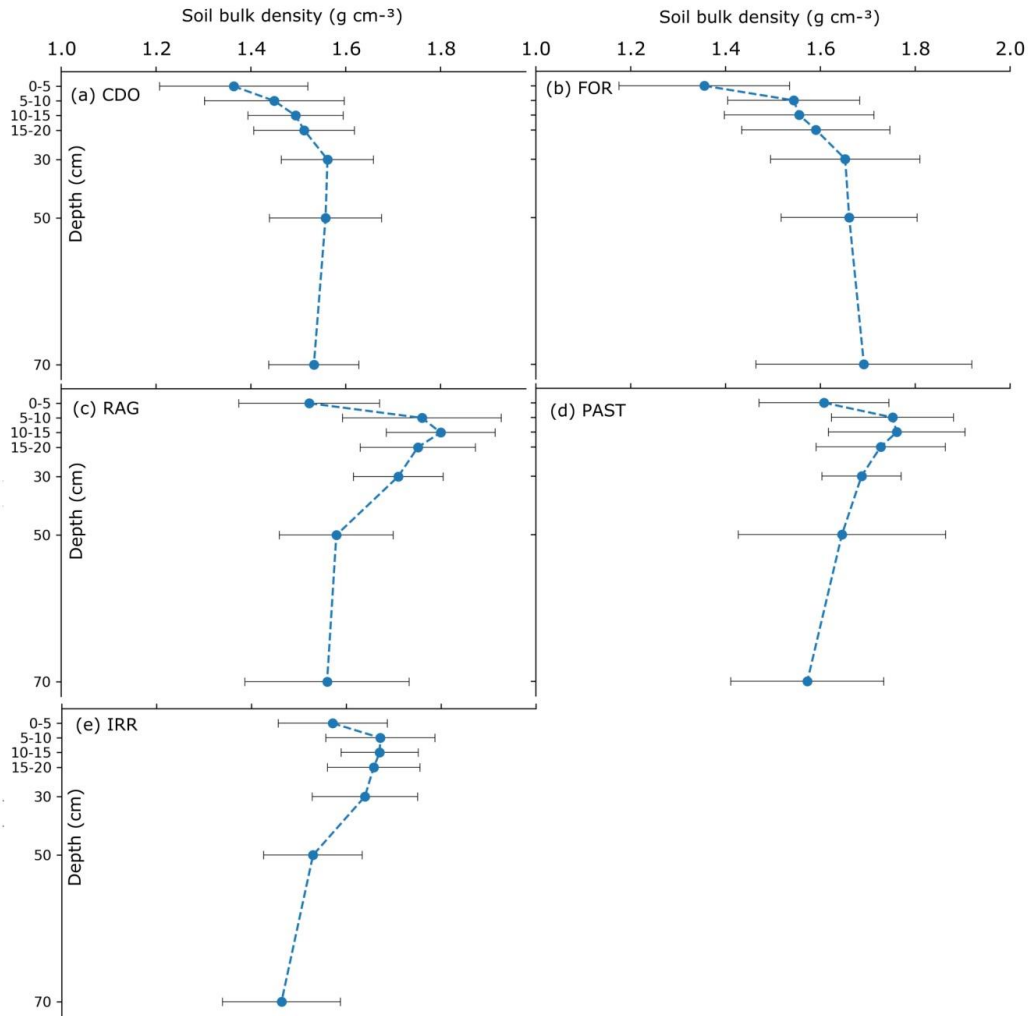 Soil bulk density (g cm-³)
Soil bulk density (g cm-³)
1.0 1.2 1.4 1.6 1.8 1.0 1.2 1.4 1.6 1.8 2.0
(a) CDO
0-5
5-10
10-15
15-20
30
50
70
Depth (cm)
(b) FOR
(c) RAG
0-5
5-10
10-15
15-20
30
50
70
Depth (cm)
(d) PAST
(e) IRR
0-5
5-10
10-15
15-20
30
50
70
Depth (cm)